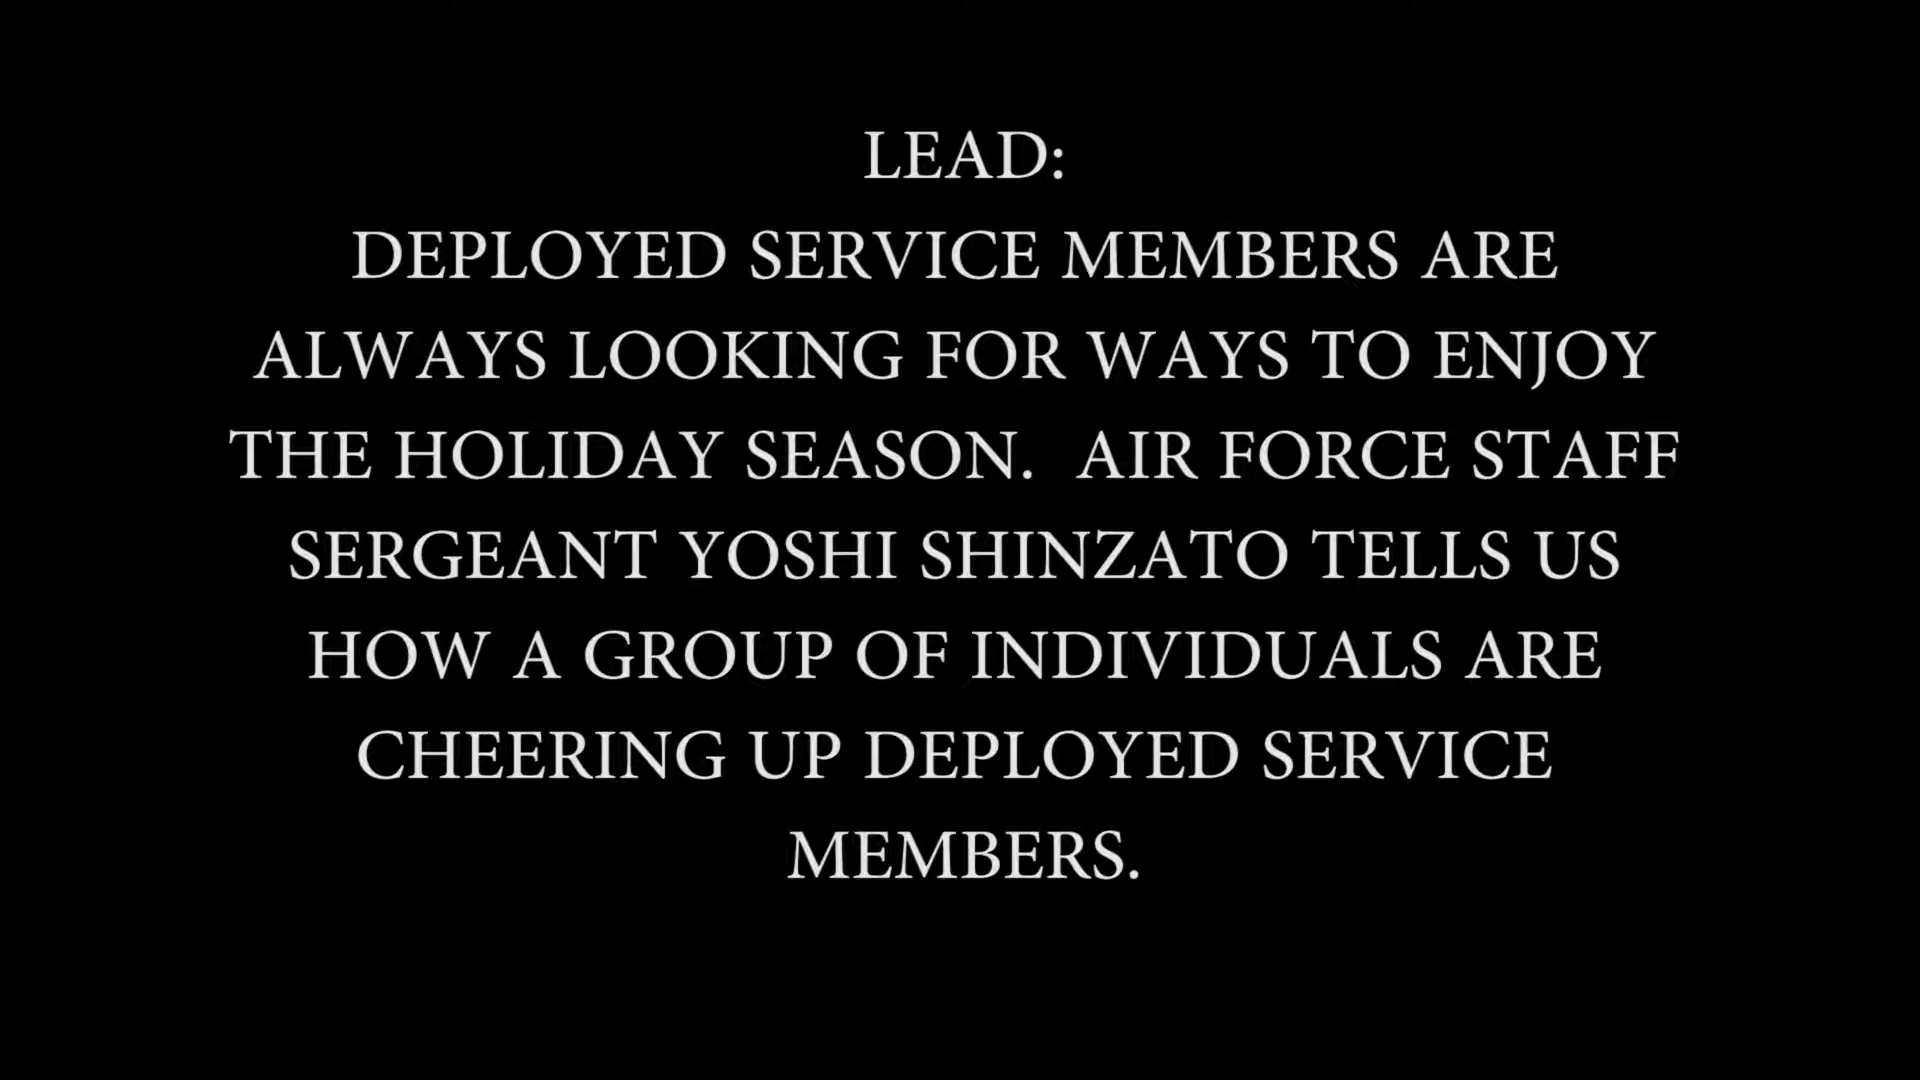 LEAD:
DEPLOYED SERVICE MEMBERS ARE
ALWAYS LOOKING FOR WAYS TO ENJOY
THE HOLIDAY SEASON.  AIR FORCE STAFF
SERGEANT YOSHI SHINZATO TELLS US
HOW A GROUP OF INDIVIDUALS ARE
CHEERING UP DEPLOYED SERVICE
MEMBERS.